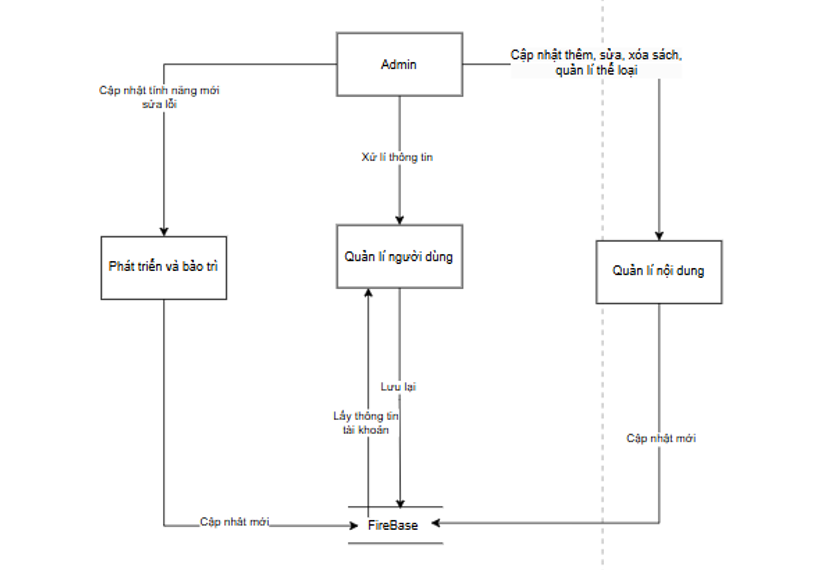 Admin
Cập nhật thêm, sửa, xóa sách,
quản lí thể loại
Cập nhật tính năng mới
sửa lỗi
Xử lí thông tin
Phát triển và bảo trì
Quản lí người dùng
Quản lí nội dung
Lưu lại
Lấy thông tin
tài khoản
Cập nhật mới
Cập nhât mới
FireBase